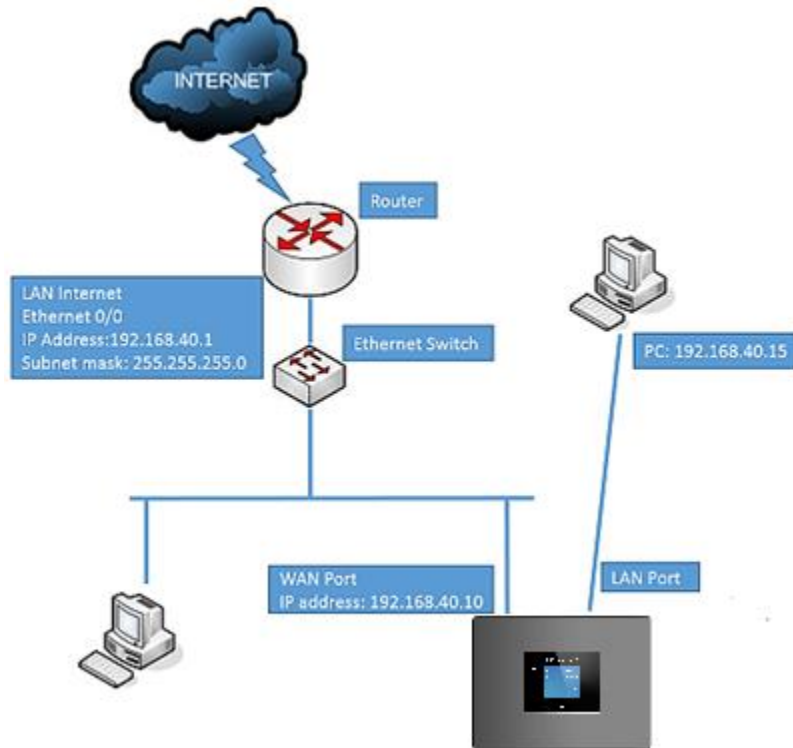 INTERNET
Router
LAN Internet
Ethernet 0/0
IP Address:192.168.40.1
Subnet mask: 255.255.255.0
Ethernet Switch
PC: 192.168.40.15
WAN Port
IP address: 192.168.40.10
LAN Port